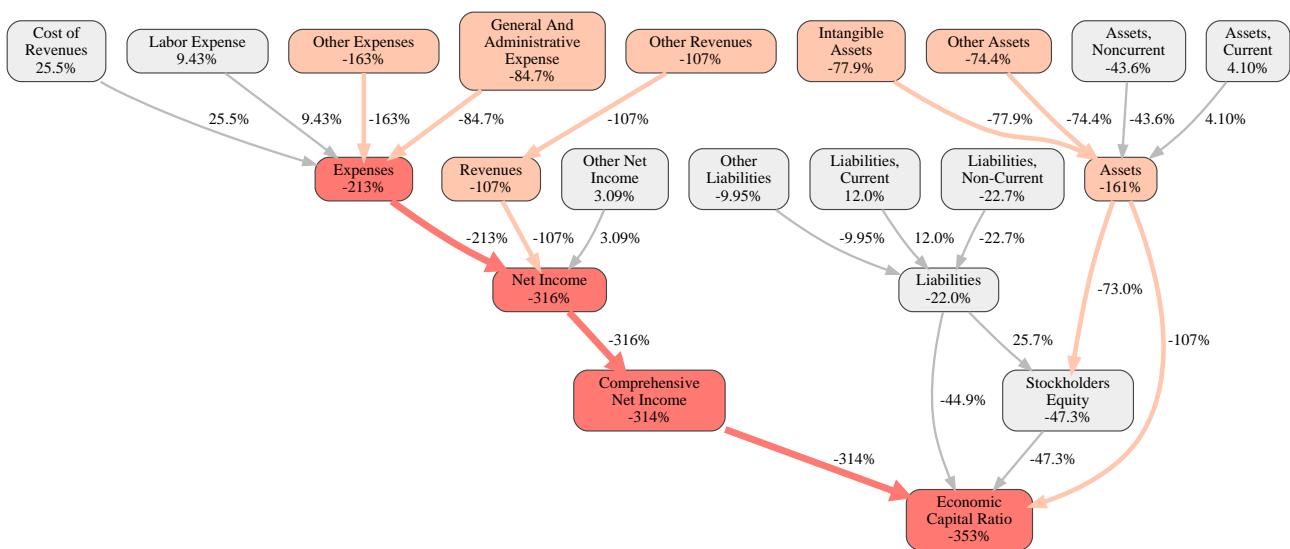 Cost of
Revenues
25.5%
Labor Expense
9.43%
Other Expenses
-163%
General And
Administrative
Expense
-84.7%
Other Revenues
-107%
Intangible
Assets
-77.9%
Other Assets
-74.4%
Assets,
Noncurrent
-43.6%
Assets,
Current
4.10%
25.5%
9.43%
-163%
-84.7%
-107%
-77.9%
-74.4%
-43.6%
4.10%
Expenses
-213%
Revenues
-107%
Other Net
Income
3.09%
Other
Liabilities
-9.95%
Liabilities,
Current
12.0%
Liabilities,
Non-Current
-22.7%
Assets
-161%
-213%
-107%
3.09%
-9.95%
12.0%
-22.7%
Net Income
-316%
Liabilities
-22.0%
-73.0%
-316%
25.7%
-107%
Comprehensive
Net Income
-314%
-44.9%
Stockholders
Equity
-47.3%
-314%
-47.3%
Economic
Capital Ratio
-353%